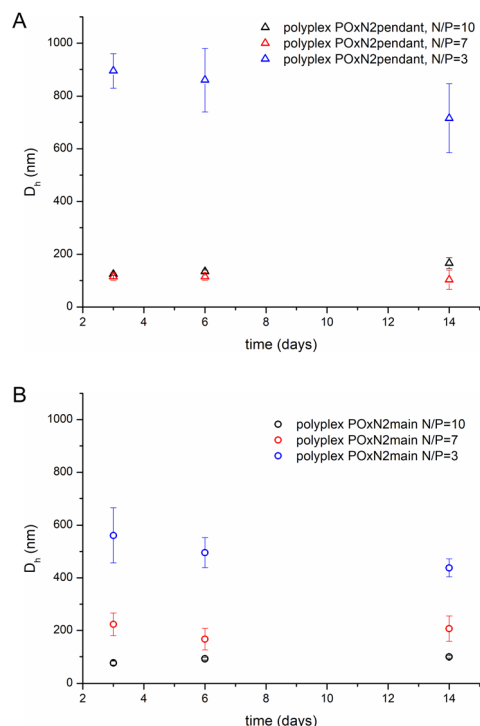 A
polyplex POxN2pendant, N/P=10
polyplex POxN2pendant, N/P=7
polyplex POxN2pendant, N/P=3
1000
800
600
400
200
0
Dh (nm)
2 4 6 8 10 12 14
time (days)
B
polyplex POxN2main N/P=10
polyplex POxN2main N/P=7
polyplex POxN2main N/P=3
1000
800
600
400
200
0
Dh (nm)
2 4 6 8 10 12 14
time (days)